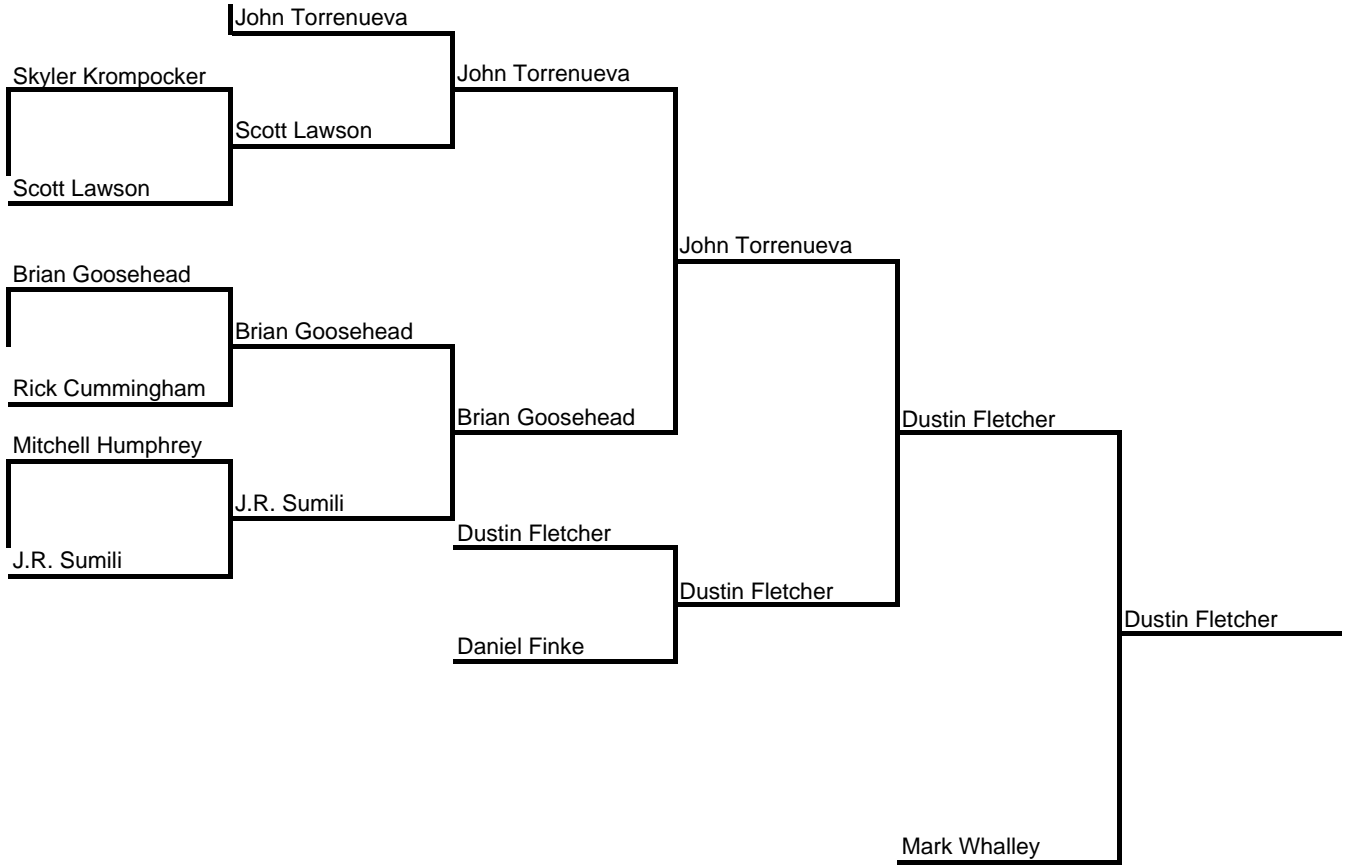 John Torrenueva
Skyler Krompocker
John Torrenueva
Scott Lawson
Scott Lawson
John Torrenueva
Brian Goosehead
Brian Goosehead
Rick Cummingham
Brian Goosehead
Dustin Fletcher
Mitchell Humphrey
J.R. Sumili
Dustin Fletcher
J.R. Sumili
Dustin Fletcher
Dustin Fletcher
Daniel Finke
Mark Whalley